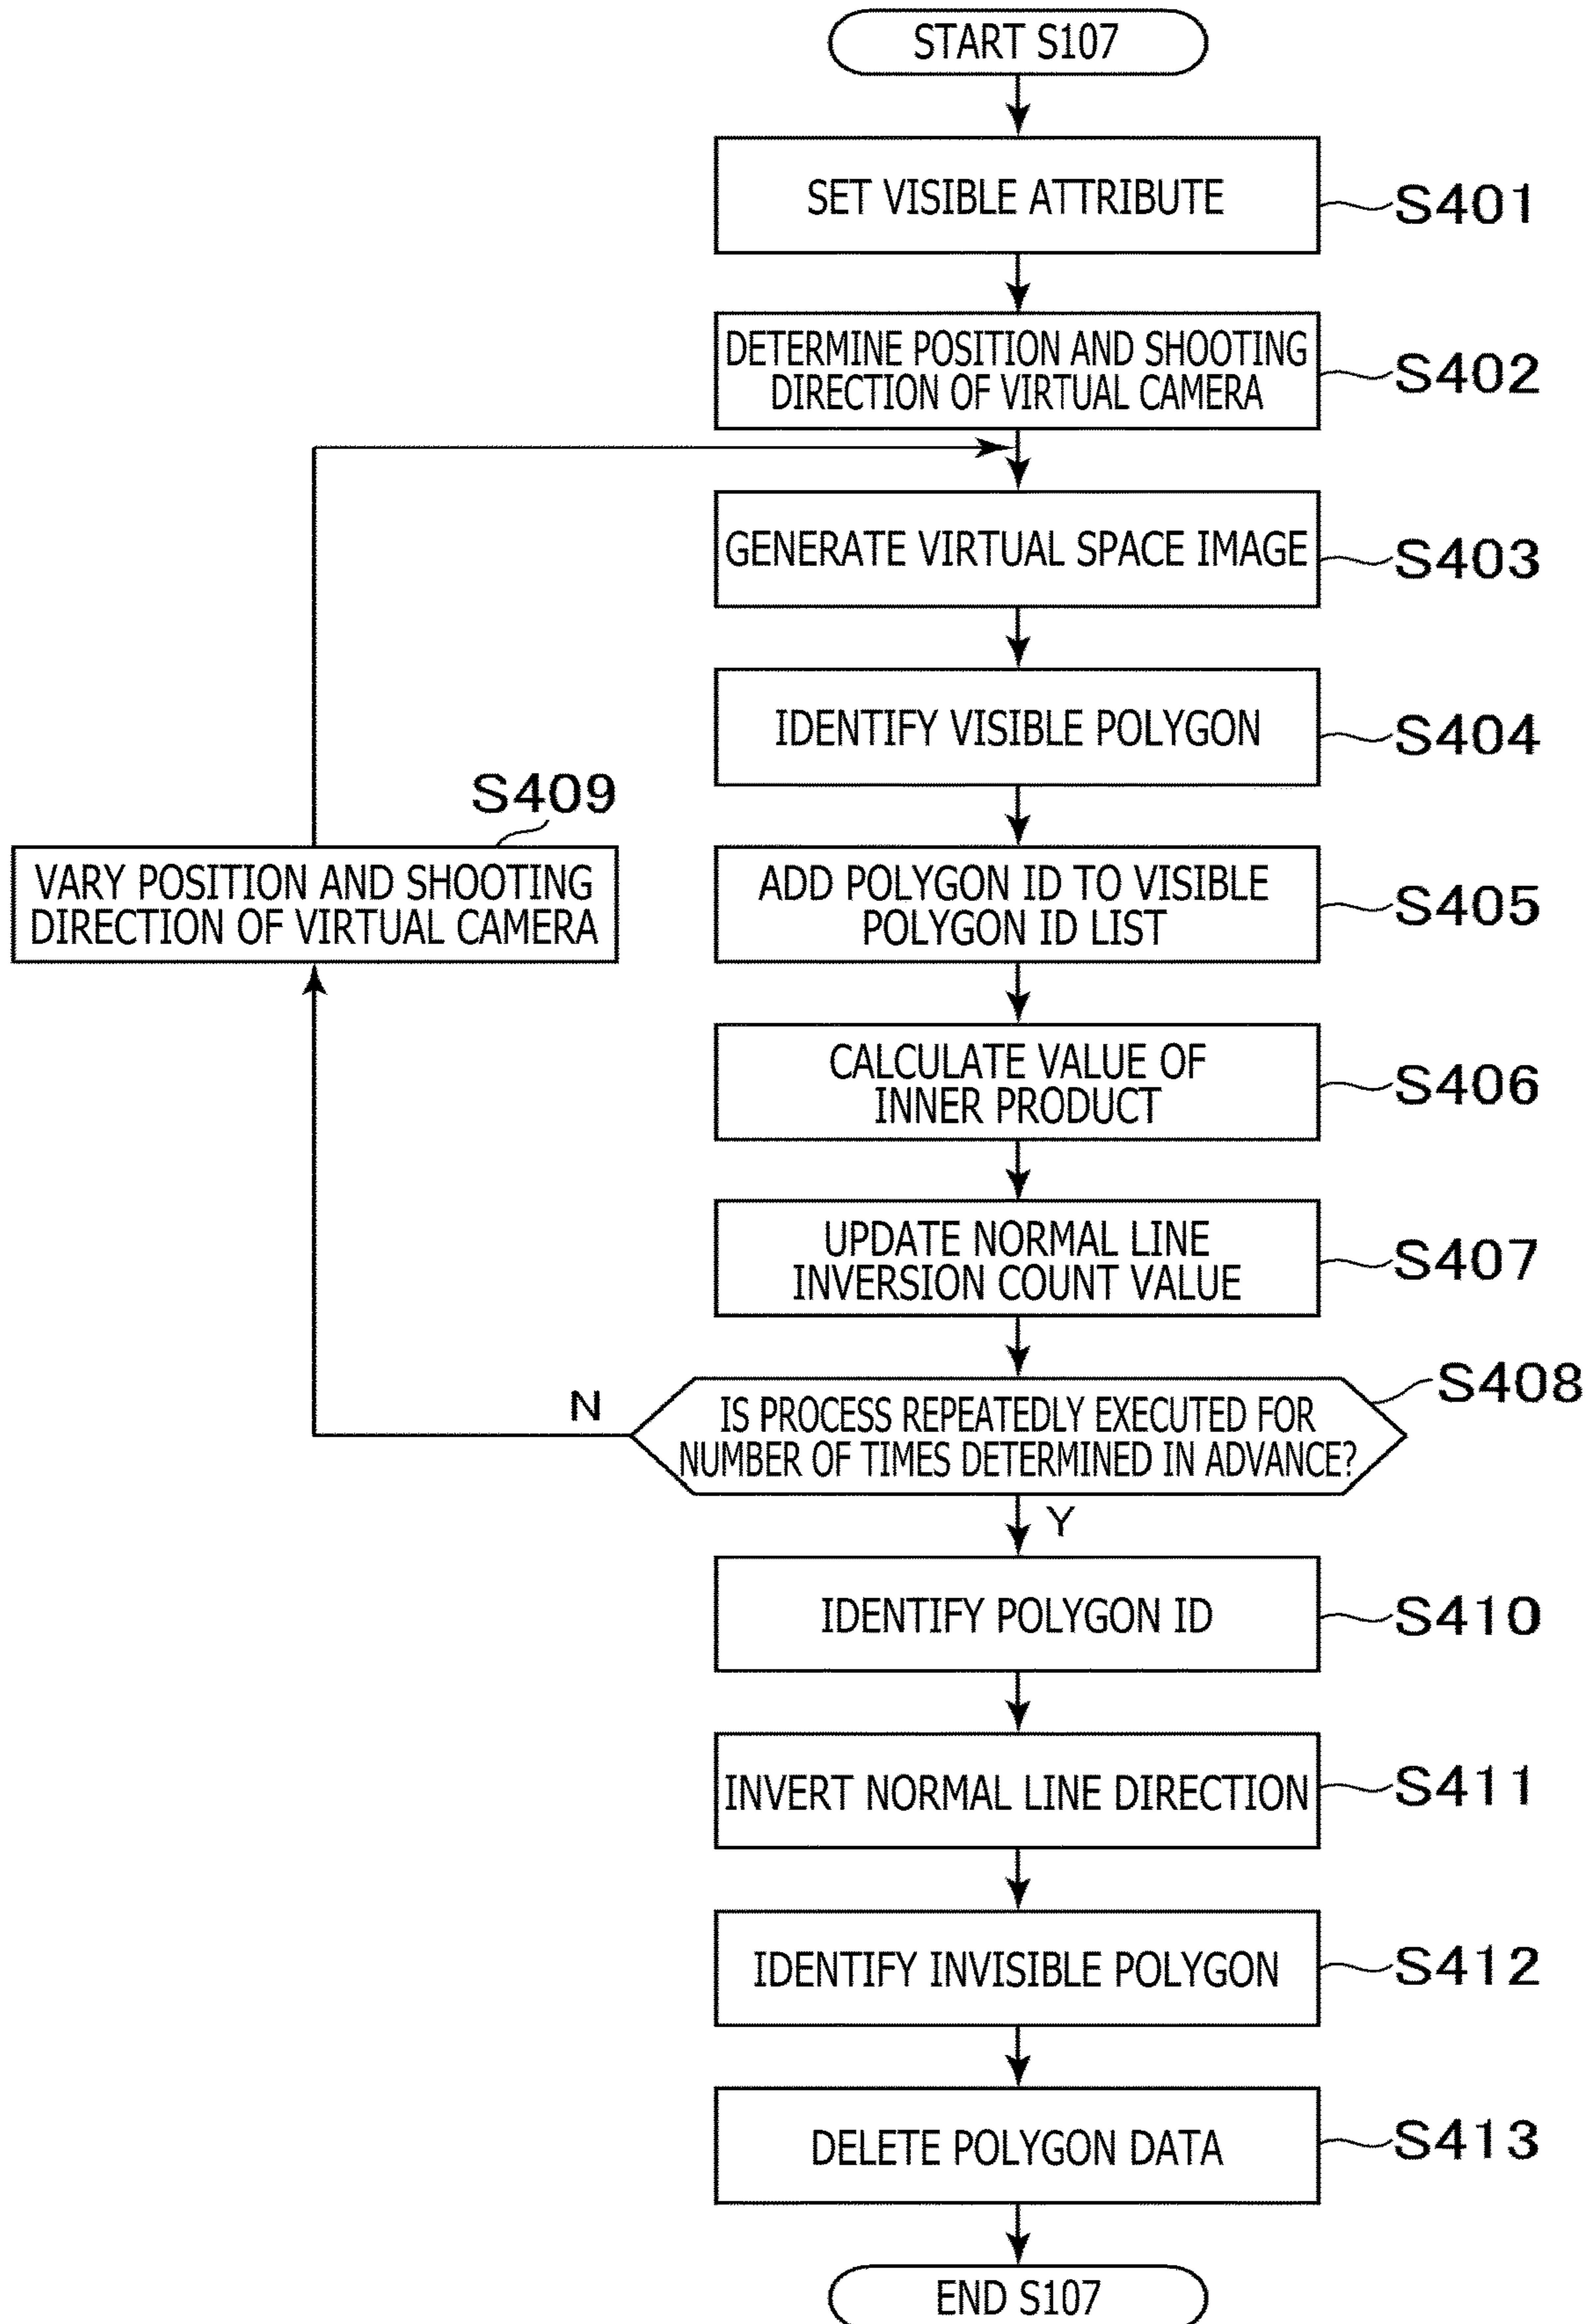 START S107
SET VISIBLE ATTRIBUTE
S401
DETERMINE POSITION AND SHOOTING
DIRECTION OF VIRTUAL CAMERA
S402
GENERATE VIRTUAL SPACE IMAGE
S403
IDENTIFY VISIBLE POLYGON
S404
S409
VARY POSITION AND SHOOTING
DIRECTION OF VIRTUAL CAMERA
ADD POLYGON ID TO VISIBLE
POLYGON ID LIST
S405
CALCULATE VALUE OF
INNER PRODUCT
S406
UPDATE NORMAL LINE
INVERSION COUNT VALUE
S407
N
IS PROCESS REPEATEDLY EXECUTED FOR
NUMBER OF TIMES DETERMINED IN ADVANCE?
S408
Y
IDENTIFY POLYGON ID
S410
INVERT NORMAL LINE DIRECTION
S411
IDENTIFY INVISIBLE POLYGON
S412
DELETE POLYGON DATA
S413
END S107